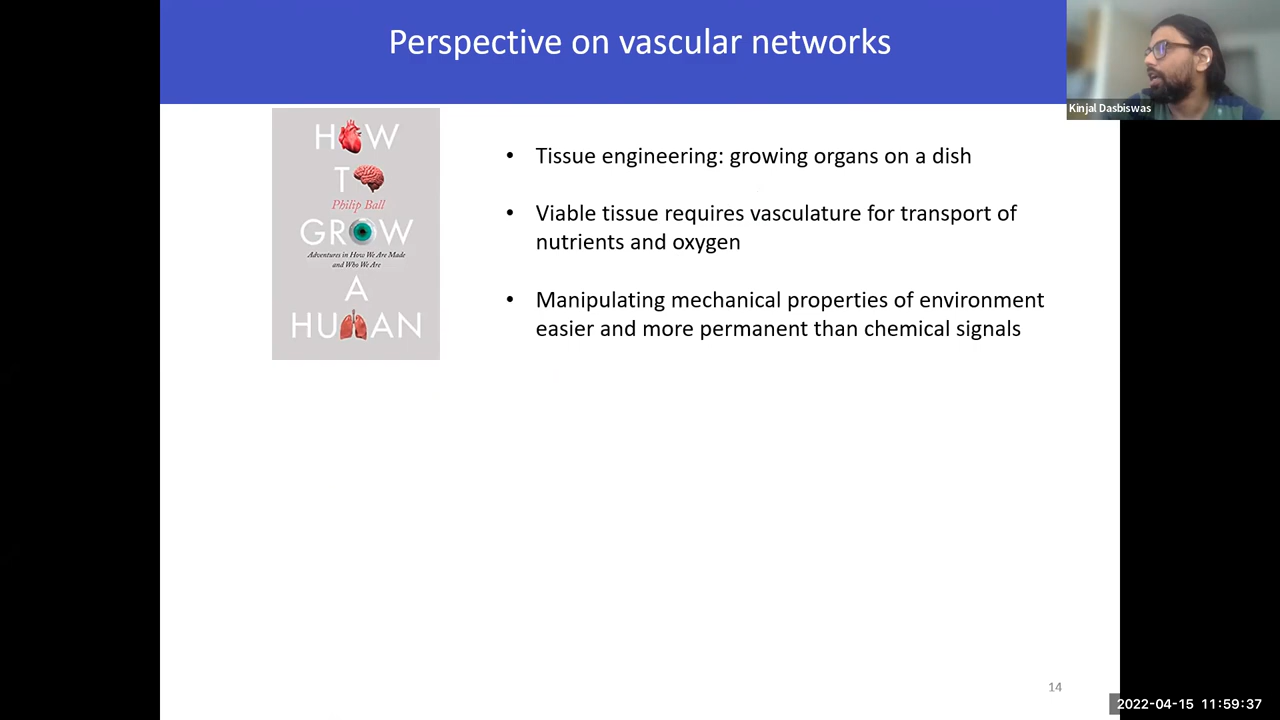 Perspective on vascular networks
Kinjal Dasbiswas
HOW
TO
Philip Ball
GROW
Adventures in How We Are Made
and Who We Are
A
HUMAN
• Tissue engineering: growing organs on a dish
• Viable tissue requires vasculature for transport of
nutrients and oxygen
• Manipulating mechanical properties of environment
easier and more permanent than chemical signals
14
2022-04-15 11:59:37